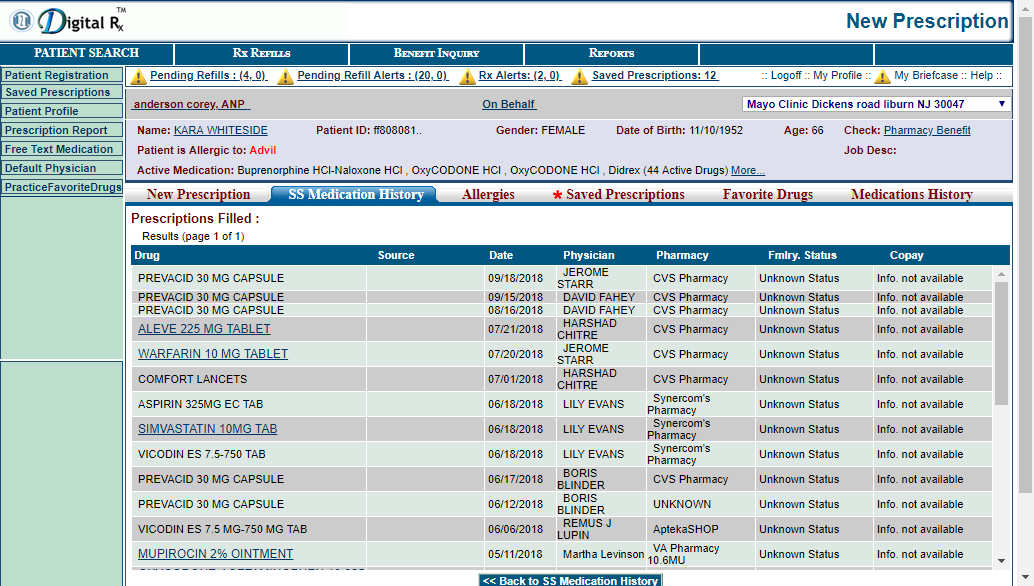 Digital Rx TM
New Prescription
PATIENT SEARCH RX REFILLS BENEFIT INQUIRY REPORTS
Patient Registration
Saved Prescriptions
Patient Profile
Prescription Report
Free Text Medication
Default Physician
PracticeFavoriteDrugs
Pending Refills : (4, 0) Pending Refill Alerts : (20, 0) Rx Alerts: (2, 0) Saved Prescriptions: 12 :: Logoff :: My Profile :: My Briefcase :: Help ::
anderson corey, ANP On Behalf Mayo Clinic Dickens road liburn NJ 30047
Name: KARA WHITESIDE Patient ID: ff808081.. Gender: FEMALE Date of Birth: 11/10/1952 Age: 66 Check: Pharmacy Benefit
Patient is Allergic to: Advil Job Desc:
Active Medication: Buprenorphine HCl-Naloxone HCl , OxyCODONE HCl , OxyCODONE HCl , Didrex (44 Active Drugs) More...
New Prescription SS Medication History Allergies * Saved Prescriptions Favorite Drugs Medications History
Prescriptions Filled :
Results (page 1 of 1)
Drug Source Date Physician Pharmacy Fmlry. Status Copay
PREVACID 30 MG CAPSULE 09/18/2018 JEROME STARR CVS Pharmacy Unknown Status Info. not available
PREVACID 30 MG CAPSULE 09/15/2018 DAVID FAHEY CVS Pharmacy Unknown Status Info. not available
PREVACID 30 MG CAPSULE 08/16/2018 DAVID FAHEY CVS Pharmacy Unknown Status Info. not available
ALEVE 225 MG TABLET 07/21/2018 HARSHAD CHITRE CVS Pharmacy Unknown Status Info. not available
WARFARIN 10 MG TABLET 07/20/2018 JEROME STARR CVS Pharmacy Unknown Status Info. not available
COMFORT LANCETS 07/01/2018 HARSHAD CHITRE CVS Pharmacy Unknown Status Info. not available
ASPIRIN 325MG EC TAB 06/18/2018 LILY EVANS Synercom's Pharmacy Unknown Status Info. not available
SIMVASTATIN 10MG TAB 06/18/2018 LILY EVANS Synercom's Pharmacy Unknown Status Info. not available
VICODIN ES 7.5-750 TAB 06/18/2018 LILY EVANS Synercom's Pharmacy Unknown Status Info. not available
PREVACID 30 MG CAPSULE 06/17/2018 BORIS BLINDER CVS Pharmacy Unknown Status Info. not available
PREVACID 30 MG CAPSULE 06/12/2018 BORIS BLINDER UNKNOWN Unknown Status Info. not available
VICODIN ES 7.5 MG-750 MG TAB 06/06/2018 REMUS J LUPIN AptekaSHOP Unknown Status Info. not available
MUPIROCIN 2% OINTMENT 05/11/2018 Martha Levinson VA Pharmacy 10.6MU Unknown Status Info. not available
<< Back to SS Medication History